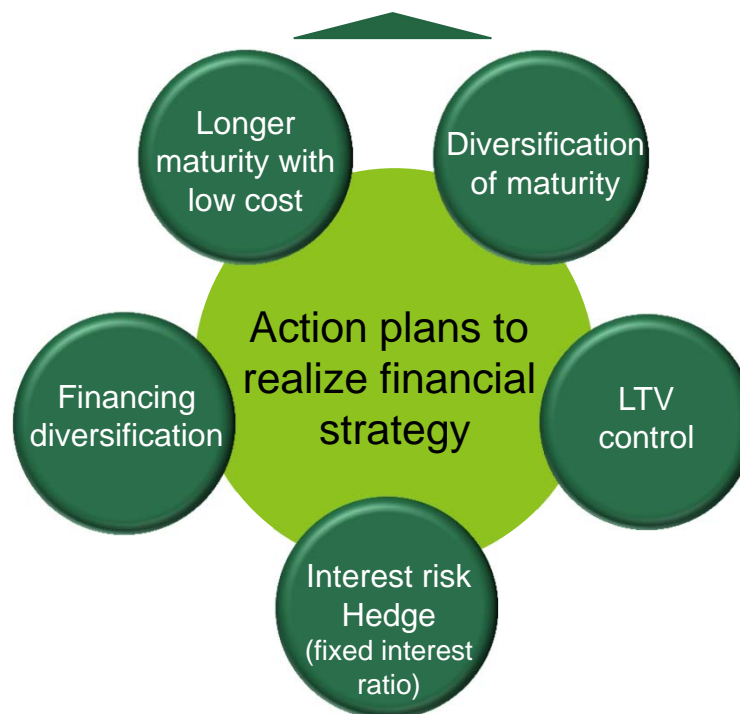 Longer
maturity with
low cost
Diversification
of maturity
Action plans to
realize financial
strategy
Financing
diversification
LTV
control
Interest risk
Hedge
(fixed interest
ratio)